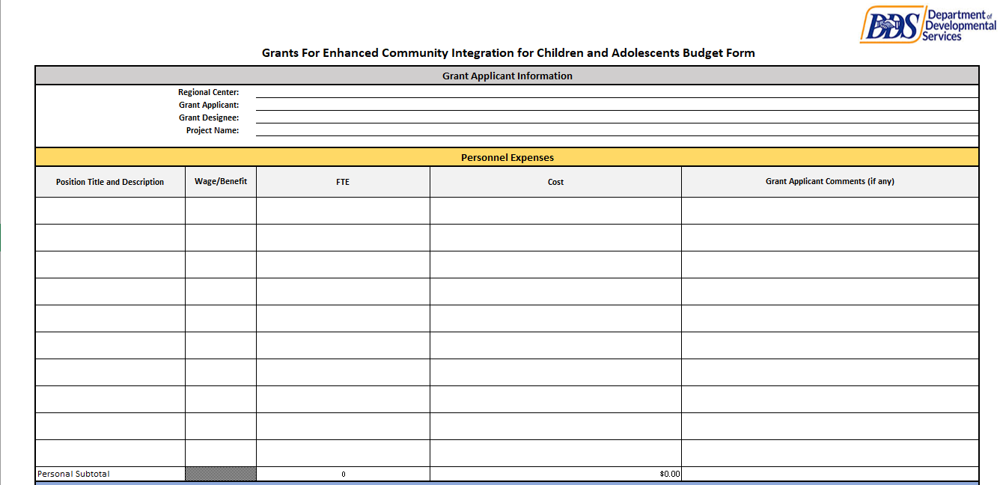 BDS Department of
Developmental
Services
Grants For Enhanced Community Integration for Children and Adolescents Budget Form
Grant Applicant Information
Regional Center:
Grant Applicant:
Grant Designee:
Project Name:
Personnel Expenses
Position Title and Description Wage/Benefit FTE Cost Grant Applicant Comments (if any)
Personal Subtotal 0 $0.00